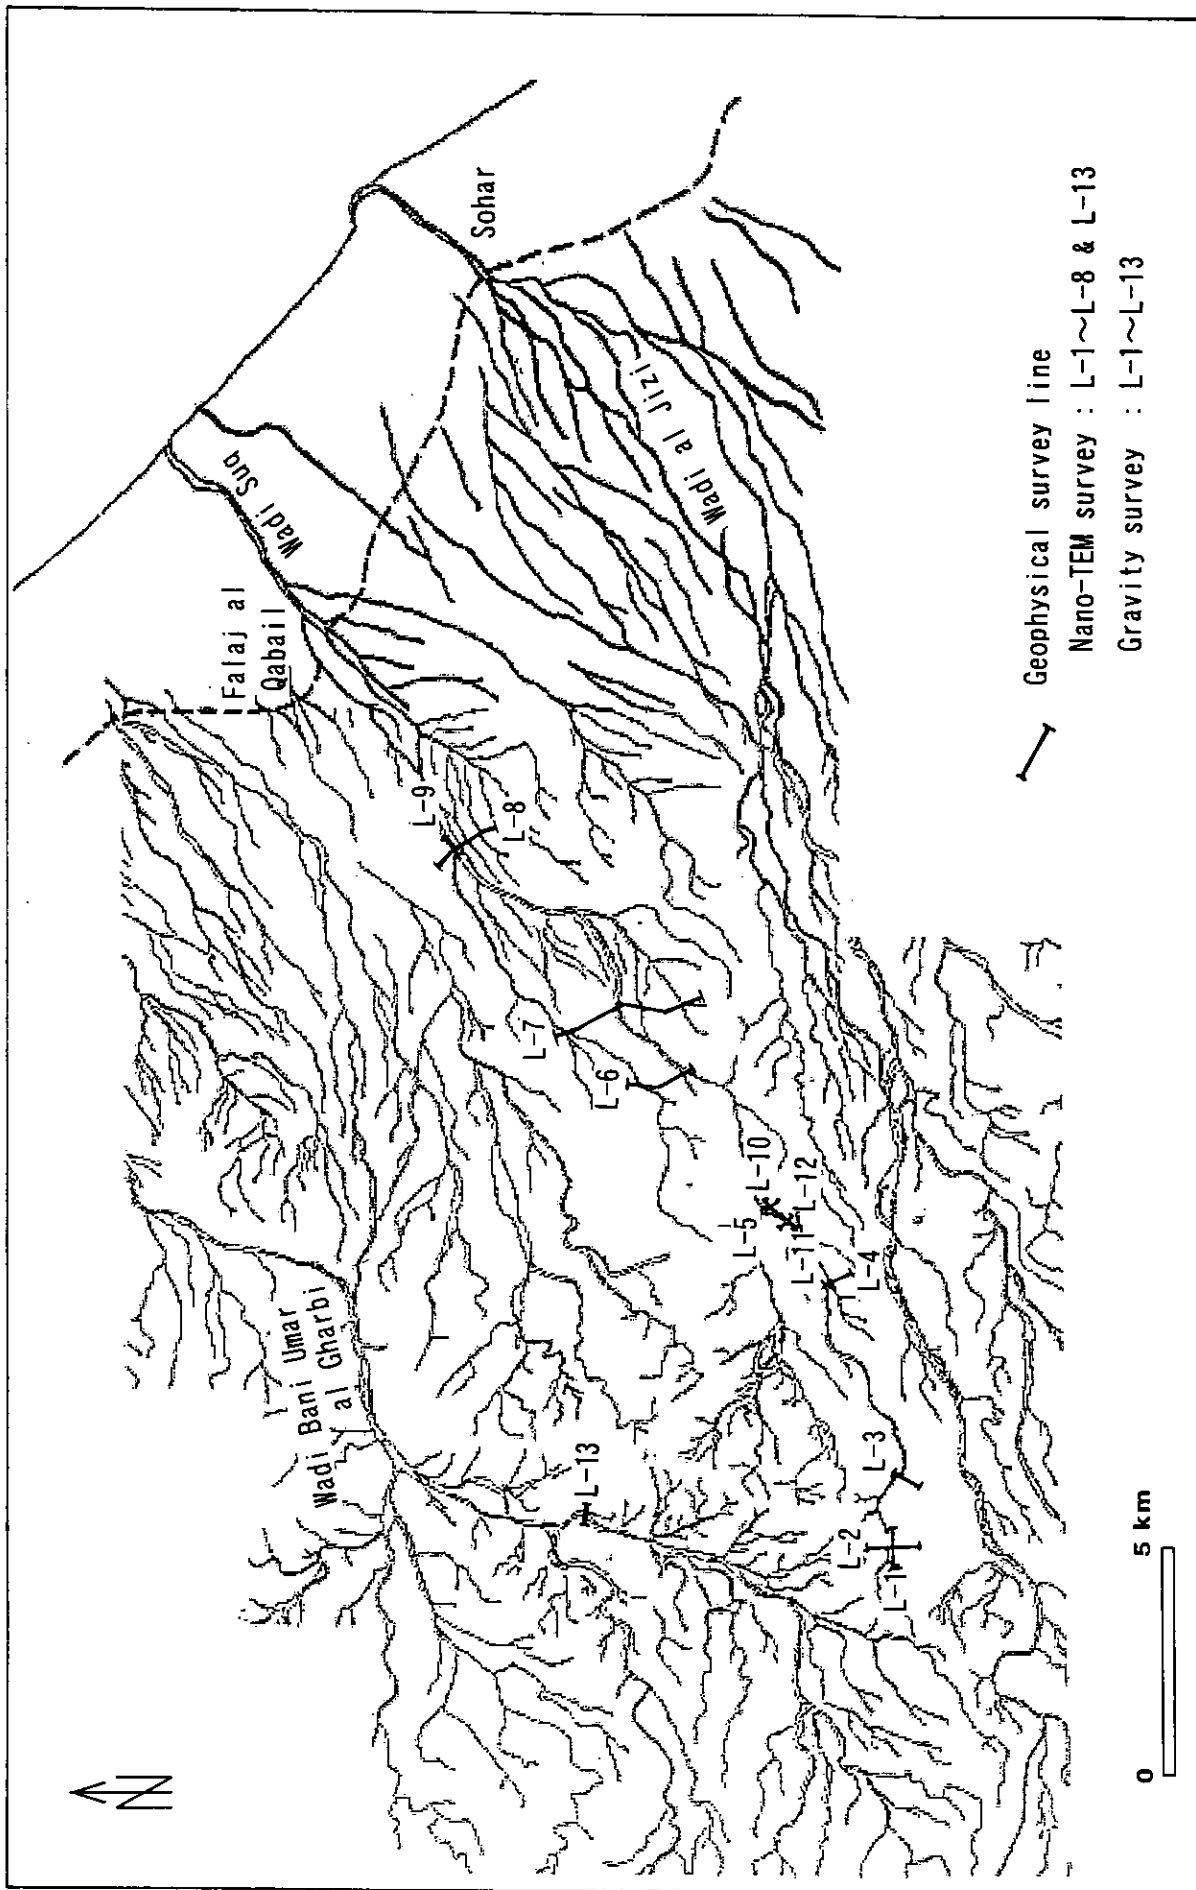 N
Wadi Bani Umar
al Gharbi
Falaj al
Qabail
Wadi Suq
Sohar
Wadi al Jizi
L-13
L-9
L-8
L-7
L-6
L-10
L-5
L-12
L-11
L-4
L-3
L-2
L-1
Geophysical survey line
Nano-TEM survey : L-1~L-8 & L-13
Gravity survey : L-1~L-13
0 5 km